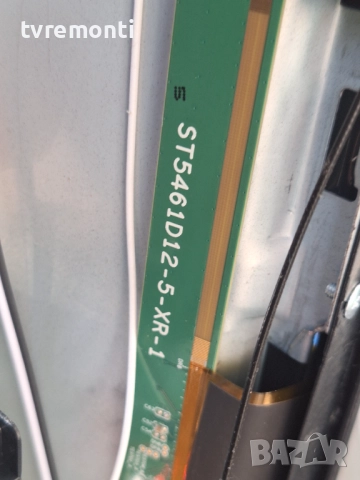 tvremonti
S
ST5461D12-5-XR-1
BAZAR